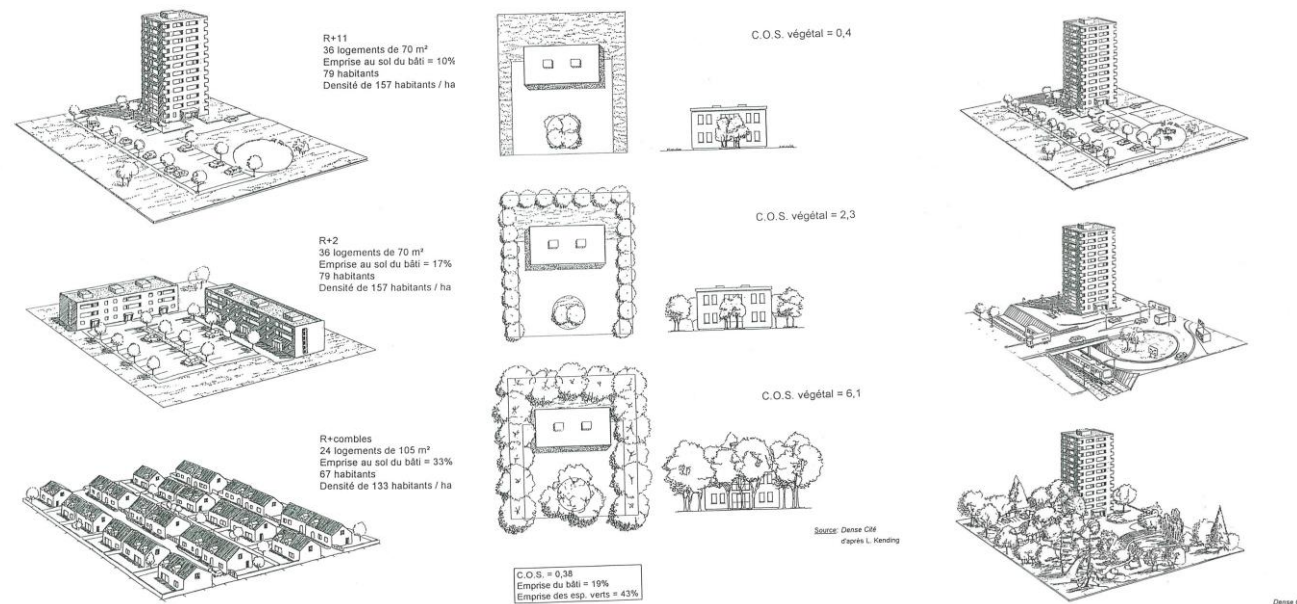 R+11
36 logements de 70 m²
Emprise au sol du bâti = 10%
79 habitants
Densité de 157 habitants / ha
R+2
36 logements de 70 m²
Emprise au sol du bâti = 17%
79 habitants
Densité de 157 habitants / ha
R+combles
24 logements de 105 m²
Emprise au sol du bâti = 33%
67 habitants
Densité de 133 habitants / ha
C.O.S. végétal = 0,4
C.O.S. végétal = 2,3
C.O.S. végétal = 6,1
Source: Dense Cité
d'après L. Kending
C.O.S. = 0,38
Emprise du bâti = 19%
Emprise des esp. verts = 43%
Dense